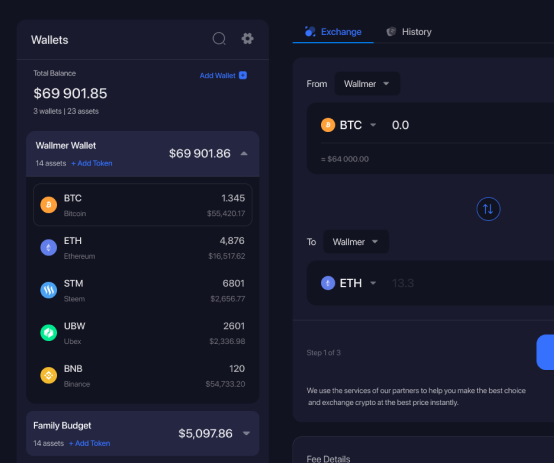 Wallets
Total Balance
Add Wallet
$69 901.85
3 wallets | 23 assets
Wallmer Wallet
14 assets + Add Token
$69 901.86
BTC 1.345
Bitcoin $55,420.17
ETH 4,876
Ethereum $16,517.62
STM 6801
Steem $2,656.77
UBW 2601
Ubex $2,336.98
BNB 120
Binance $54,733.20
Family Budget
14 assets + Add Token
$5,097.86
Exchange History
From Wallmer
BTC 0.0
= $64 000.00
To Wallmer
ETH 13.3
Step 1 of 3
We use the services of our partners to help you make the best choice
and exchange crypto at the best price instantly.
Fee Details